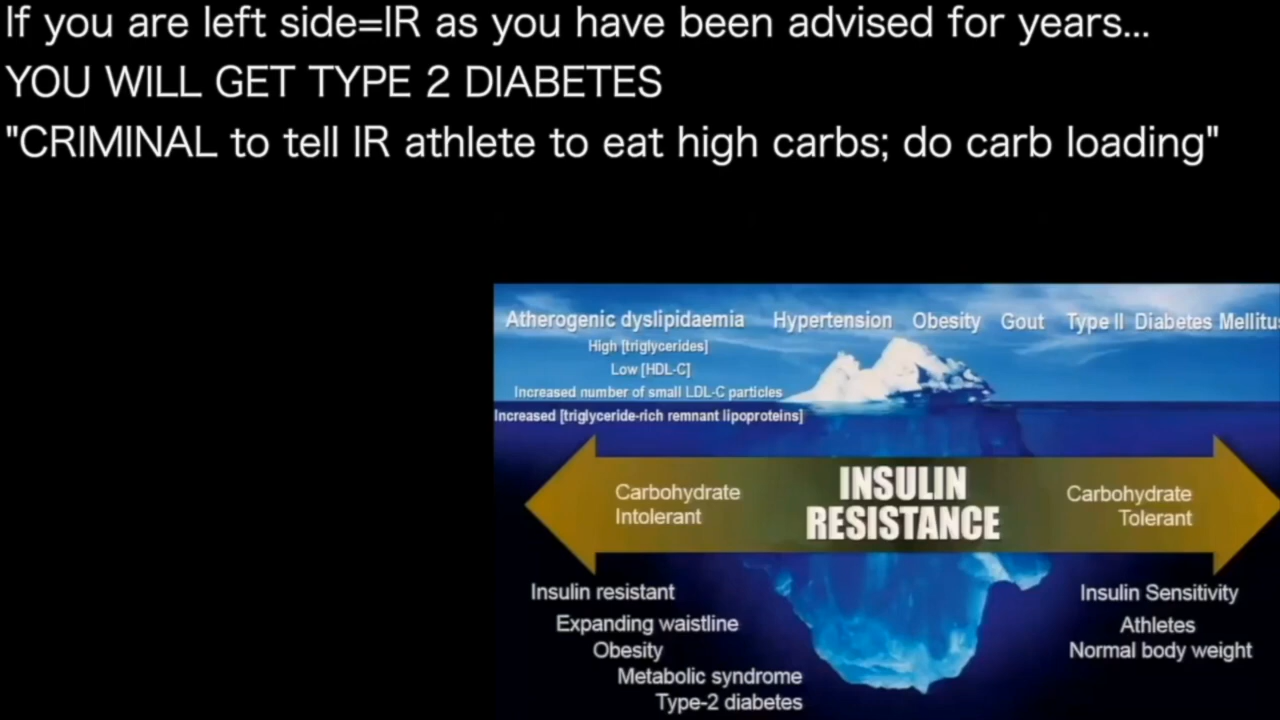 If you are left side=IR as you have been advised for years...
YOU WILL GET TYPE 2 DIABETES
"CRIMINAL to tell IR athlete to eat high carbs; do carb loading"
Atherogenic dyslipidaemia Hypertension Obesity Gout Type II Diabetes Mellitu
High [triglycerides]
Low [HDL-C]
Increased number of small LDL-C particles
Increased [triglyceride-rich remnant lipoproteins]
Carbohydrate
Intolerant
INSULIN
RESISTANCE
Carbohydrate
Tolerant
Insulin resistant
Expanding waistline
Obesity
Metabolic syndrome
Type-2 diabetes
Insulin Sensitivity
Athletes
Normal body weight